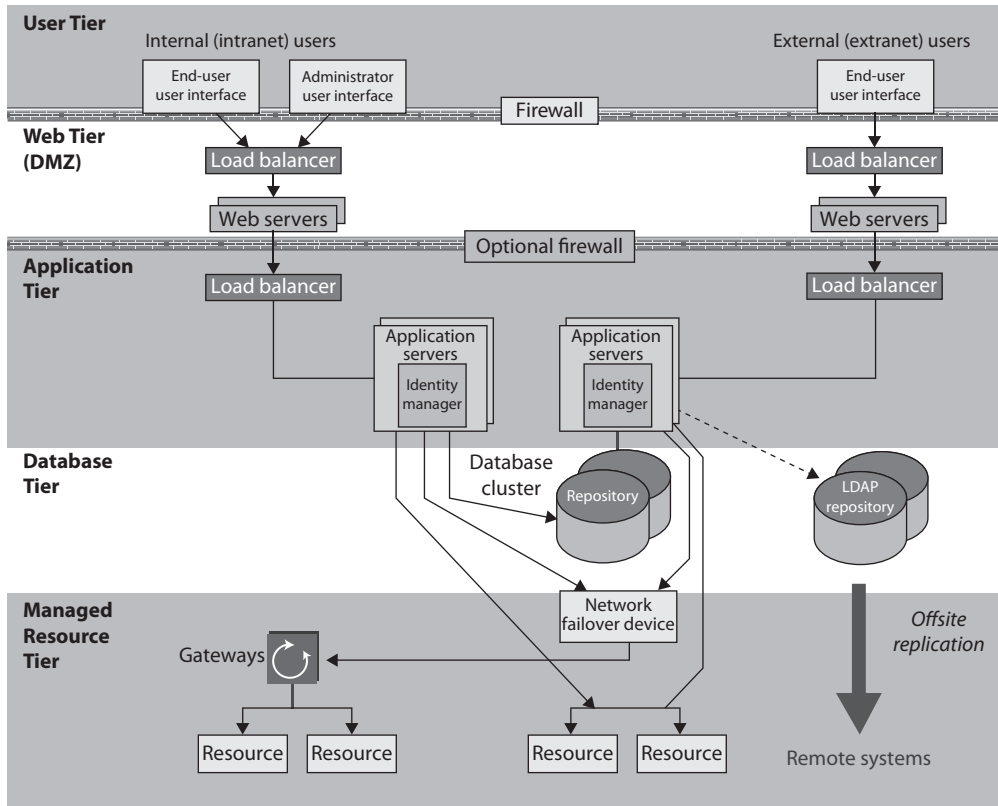 User Tier
Internal (intranet) users
External (extranet) users
End-user
user interface
Administrator
user interface
End-user
user interface
Firewall
Web Tier
(DMZ)
Load balancer
Load balancer
Web servers
Web servers
Optional firewall
Application
Tier
Load balancer
Load balancer
Application
servers
Identity
manager
Application
servers
Identity
manager
Database
Tier
Database
cluster
Repository
LDAP
repository
Managed
Resource
Tier
Network
failover device
Offsite
replication
Gateways
Resource
Resource
Resource
Resource
Remote systems